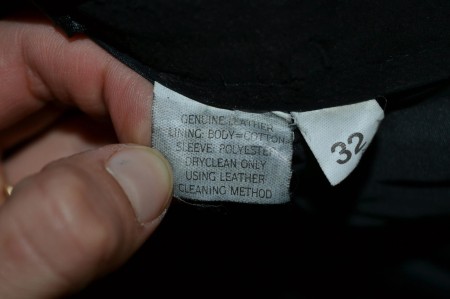 GENUINE LEATHER
LINING: BODY=COTTON
SLEEVE: POLYESTER
DRYCLEAN ONLY
USING LEATHER
CLEANING METHOD
32